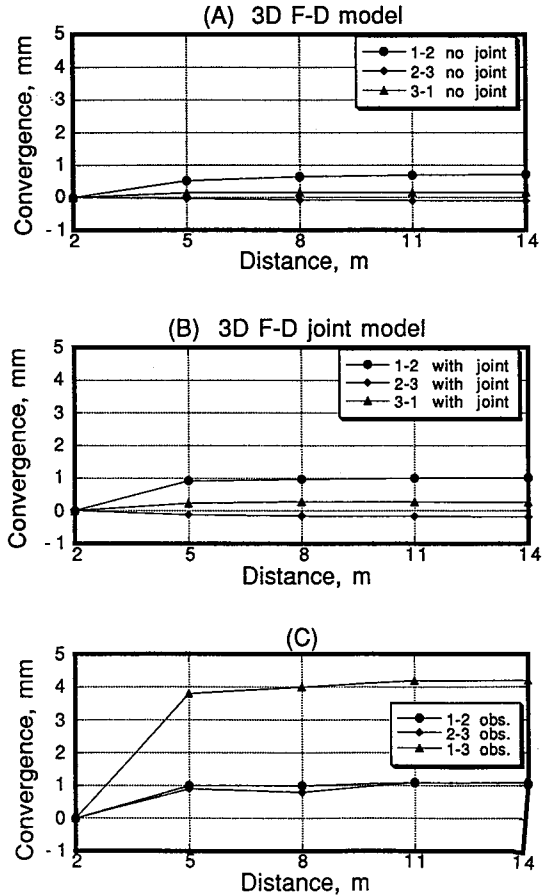 (A) 3D F-D model
5
4
3
2
1
0
-1
Convergence, mm
1-2 no joint
2-3 no joint
3-1 no joint
2 5 8 11 14
Distance, m
(B) 3D F-D joint model
5
4
3
2
1
0
-1
Convergence, mm
1-2 with joint
2-3 with joint
3-1 with joint
2 5 8 11 14
Distance, m
(C)
5
4
3
2
1
0
-1
Convergence, mm
1-2 obs.
2-3 obs.
1-3 obs.
2 5 8 11 14
Distance, m